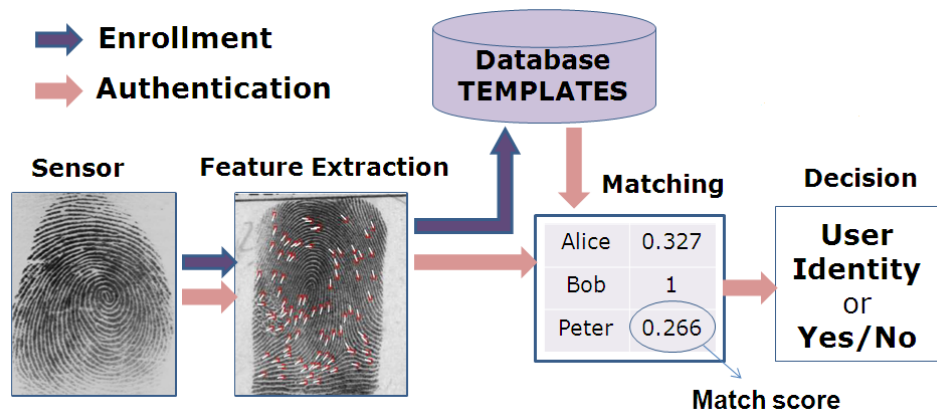 Enrollment
Authentication
Database
TEMPLATES
Sensor
Feature Extraction
Matching
Decision
Alice 0.327
Bob 1
Peter 0.266
User
Identity
or
Yes/No
Match score